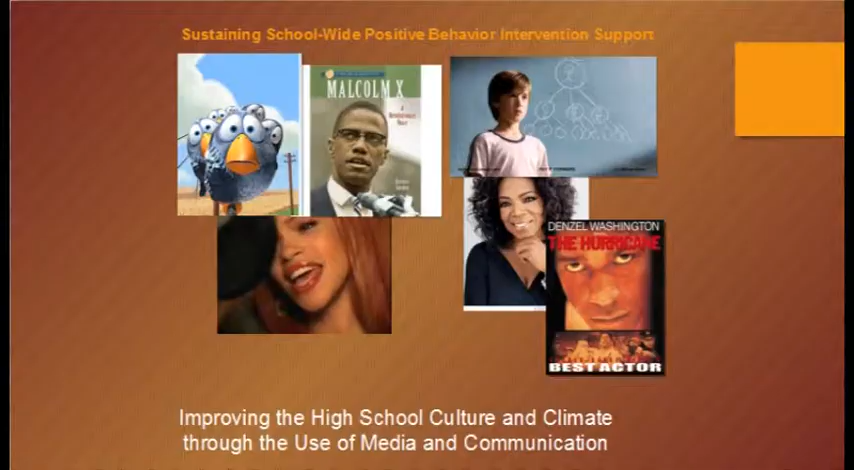 Sustaining School-Wide Positive Behavior Intervention Support
MALCOLM X
DENZEL WASHINGTON
THE HURRICANE
BEST ACTOR
Improving the High School Culture and Climate
through the Use of Media and Communication